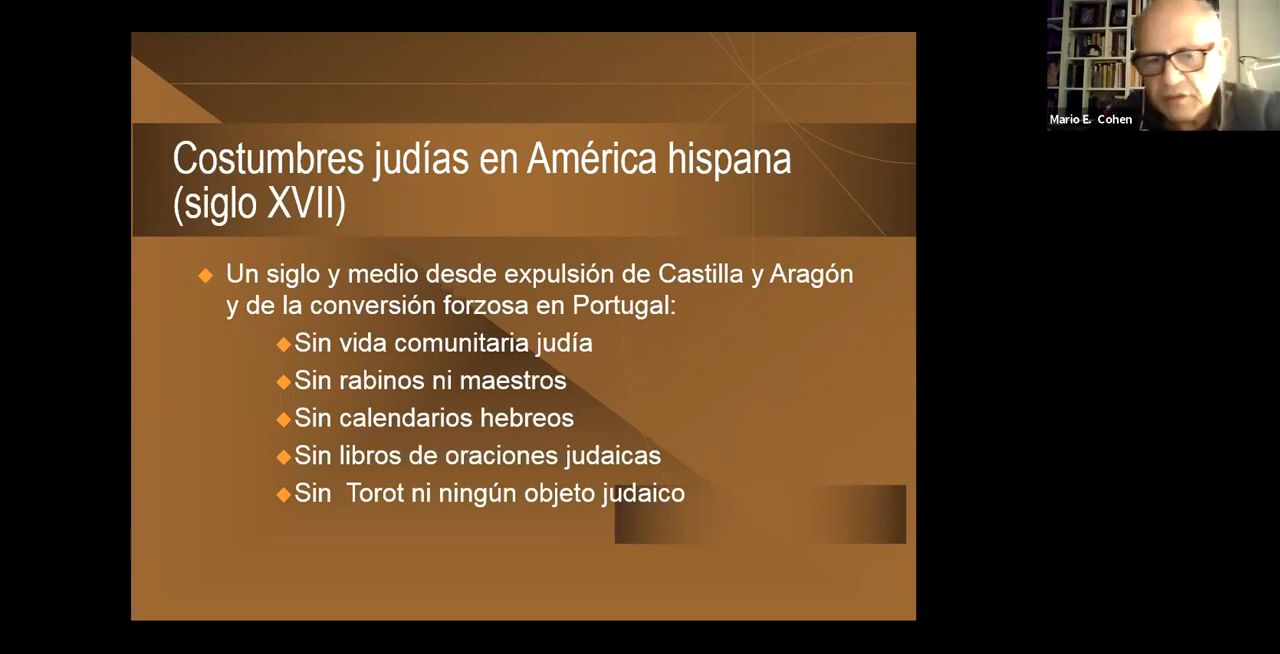 Mario E. Cohen
Costumbres judías en América hispana
(siglo XVII)
Un siglo y medio desde expulsión de Castilla y Aragón
y de la conversión forzosa en Portugal:
Sin vida comunitaria judía
Sin rabinos ni maestros
Sin calendarios hebreos
Sin libros de oraciones judaicas
Sin Torot ni ningún objeto judaico